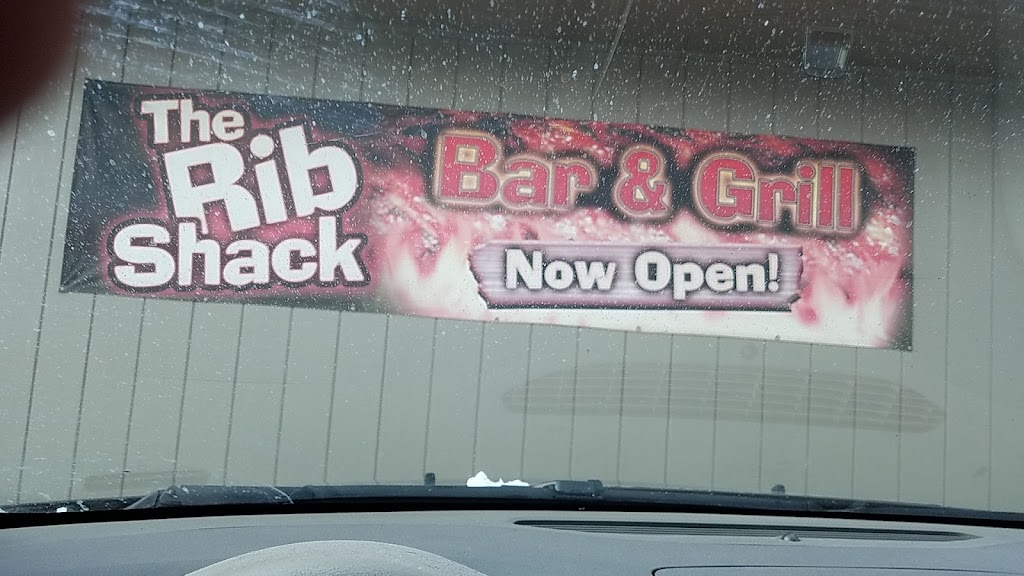 The
Rib
Shack
Bar & Grill
Now Open!